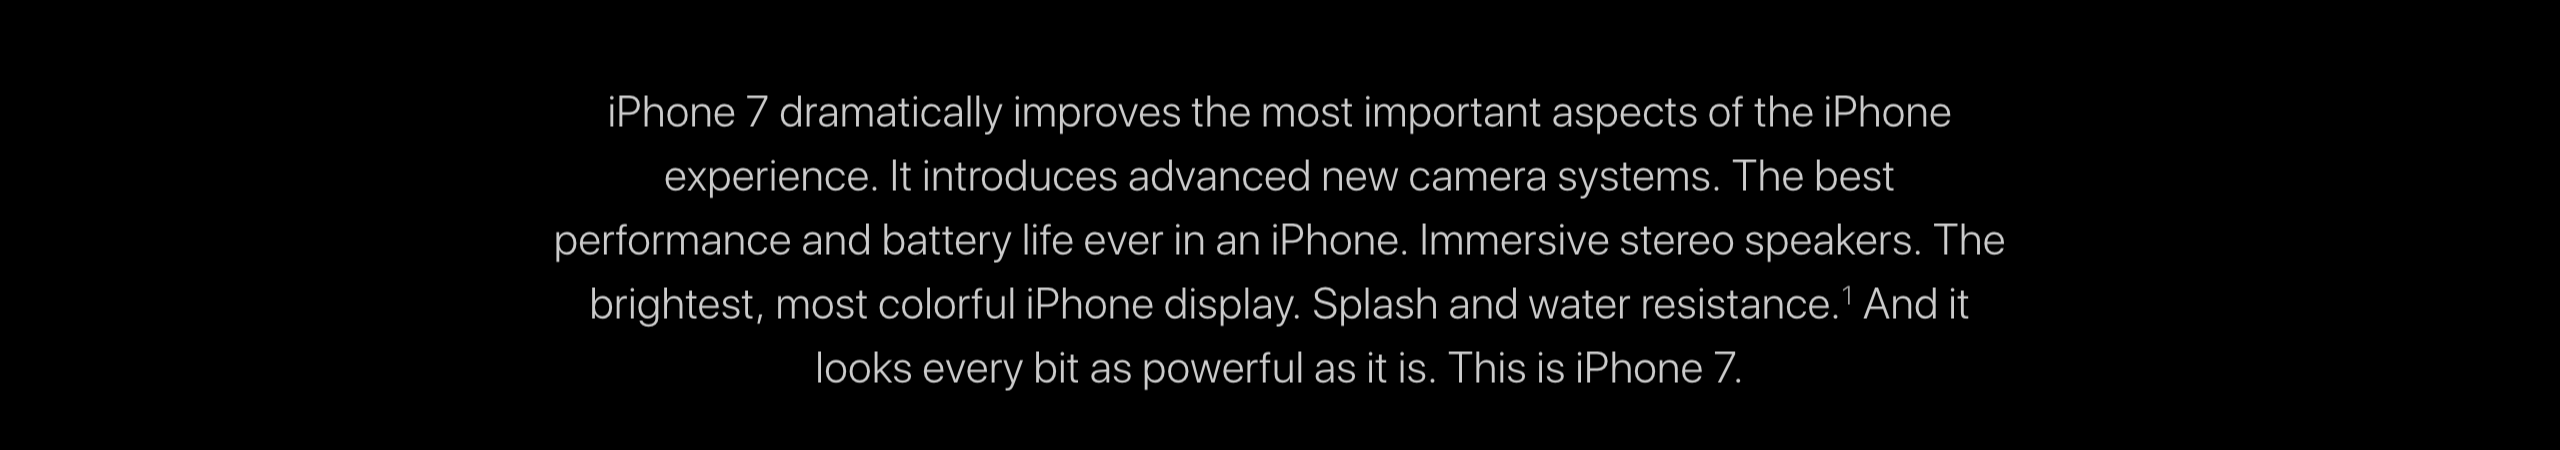 iPhone 7 dramatically improves the most important aspects of the iPhone
experience. It introduces advanced new camera systems. The best
performance and battery life ever in an iPhone. Immersive stereo speakers. The
brightest, most colorful iPhone display. Splash and water resistance.¹ And it
looks every bit as powerful as it is. This is iPhone 7.